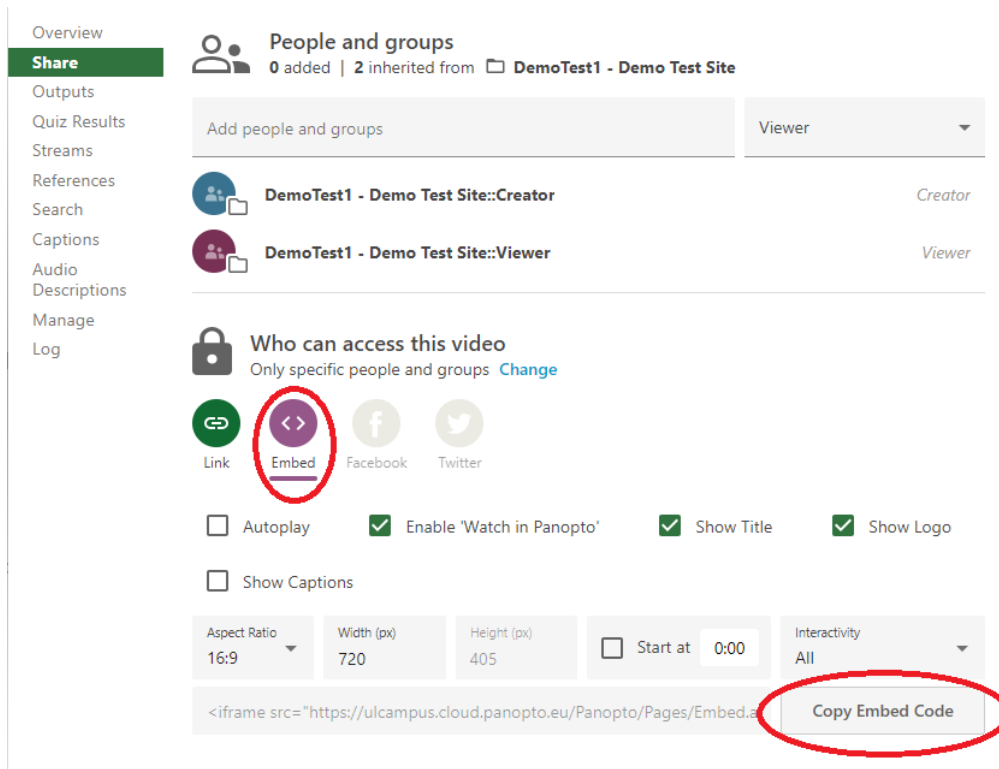 Overview
Share
Outputs
Quiz Results
Streams
References
Search
Captions
Audio
Descriptions
Manage
Log
People and groups
0 added | 2 inherited from DemoTest1 - Demo Test Site
Add people and groups
Viewer
DemoTest1 - Demo Test Site::Creator
Creator
DemoTest1 - Demo Test Site::Viewer
Viewer
Who can access this video
Only specific people and groups Change
Link Embed Facebook Twitter
Autoplay Enable 'Watch in Panopto' Show Title Show Logo
Show Captions
Aspect Ratio Width (px) Height (px) Interactivity
16:9 720 405 Start at 0:00 All
<iframe src="https://ulcampus.cloud.panopto.eu/Panopto/Pages/Embed.a Copy Embed Code